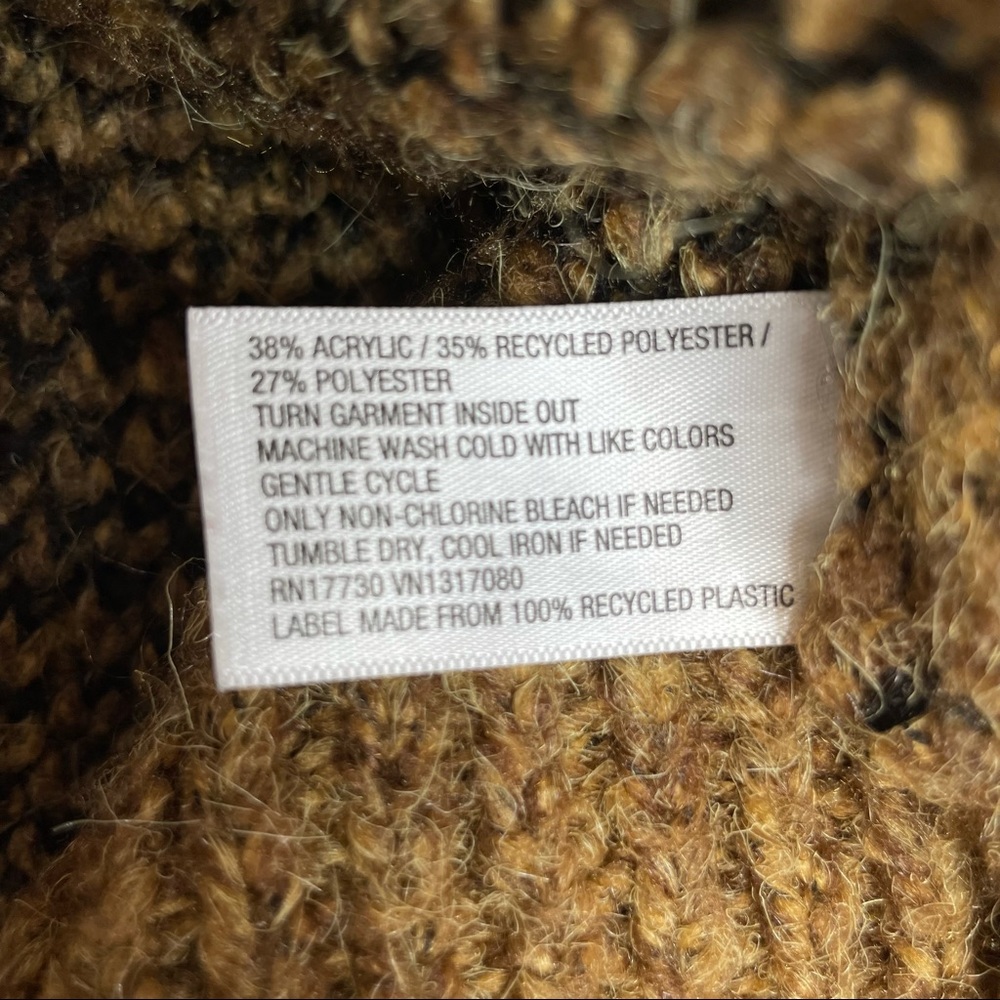 38% ACRYLIC / 35% RECYCLED POLYESTER /
27% POLYESTER
TURN GARMENT INSIDE OUT
MACHINE WASH COLD WITH LIKE COLORS
GENTLE CYCLE
ONLY NON-CHLORINE BLEACH IF NEEDED
TUMBLE DRY, COOL IRON IF NEEDED
RN17730 VN1317080
LABEL MADE FROM 100% RECYCLED PLASTIC